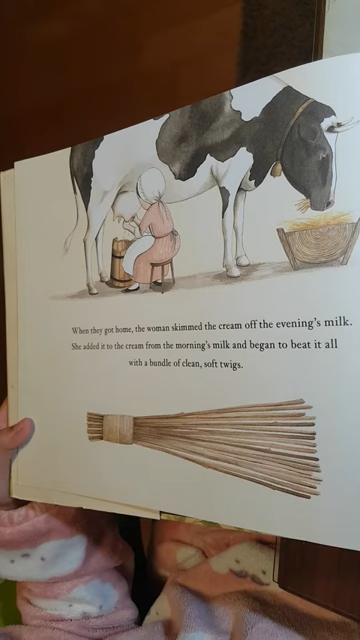 When they got home, the woman skimmed the cream off the evening's milk.
She added it to the cream from the morning's milk and began to beat it all
with a bundle of clean, soft twigs.